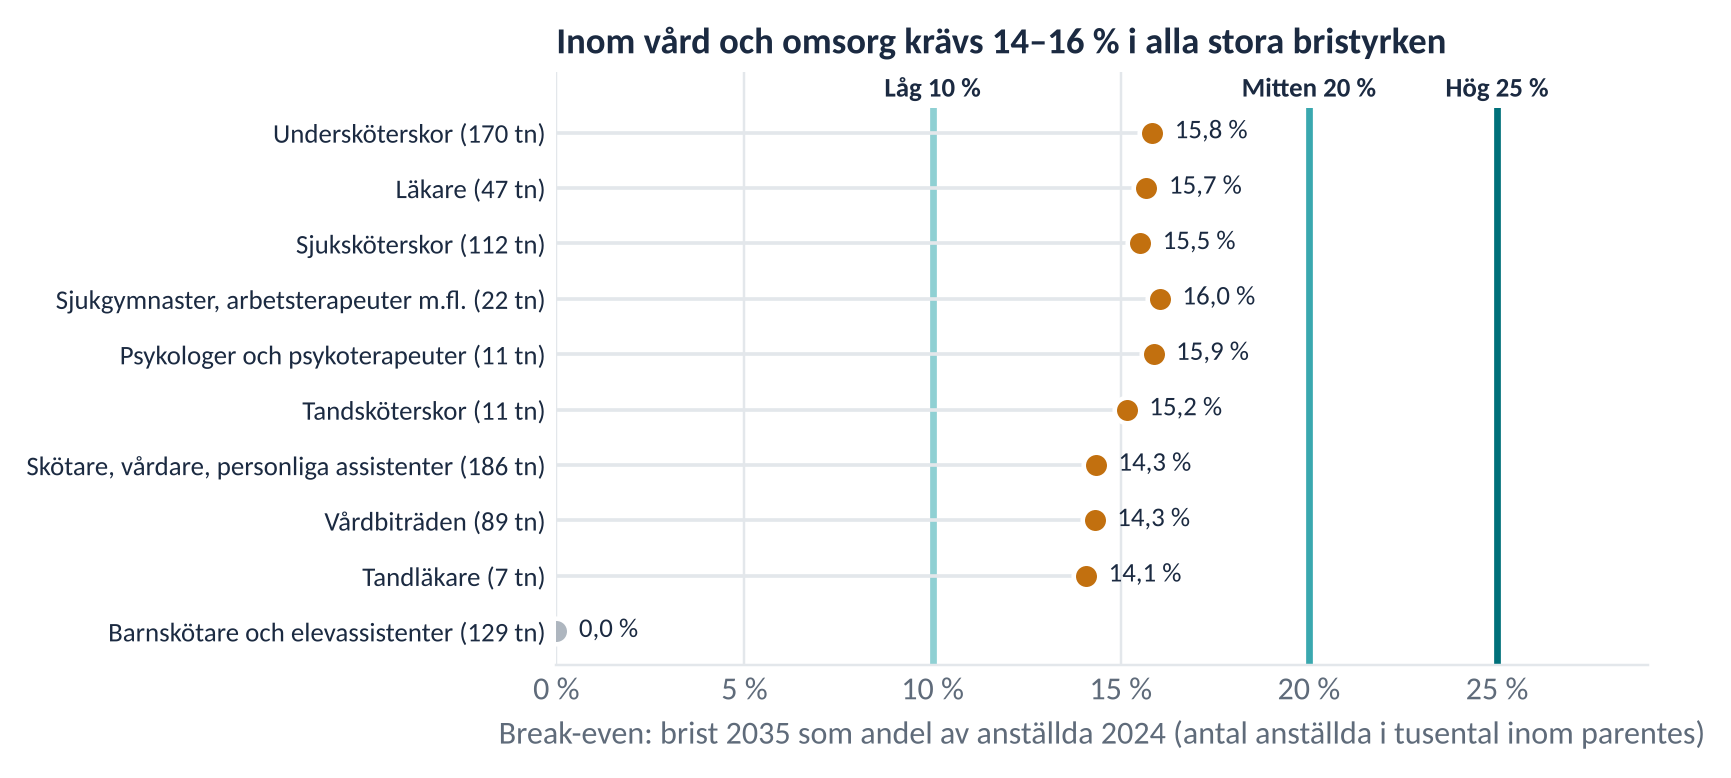 Inom vård och omsorg krävs 14–16 % i alla stora bristyrken
Låg 10 %
Mitten 20 %
Hög 25 %
Undersköterskor (170 tn)
15,8 %
Läkare (47 tn)
15,7 %
Sjuksköterskor (112 tn)
15,5 %
Sjukgymnaster, arbetsterapeuter m.fl. (22 tn)
16,0 %
Psykologer och psykoterapeuter (11 tn)
15,9 %
Tandsköterskor (11 tn)
15,2 %
Skötare, vårdare, personliga assistenter (186 tn)
14,3 %
Vårdbiträden (89 tn)
14,3 %
Tandläkare (7 tn)
14,1 %
Barnskötare och elevassistenter (129 tn)
0,0 %
0 %
5 %
10 %
15 %
20 %
25 %
Break-even: brist 2035 som andel av anställda 2024 (antal anställda i tusental inom parentes)